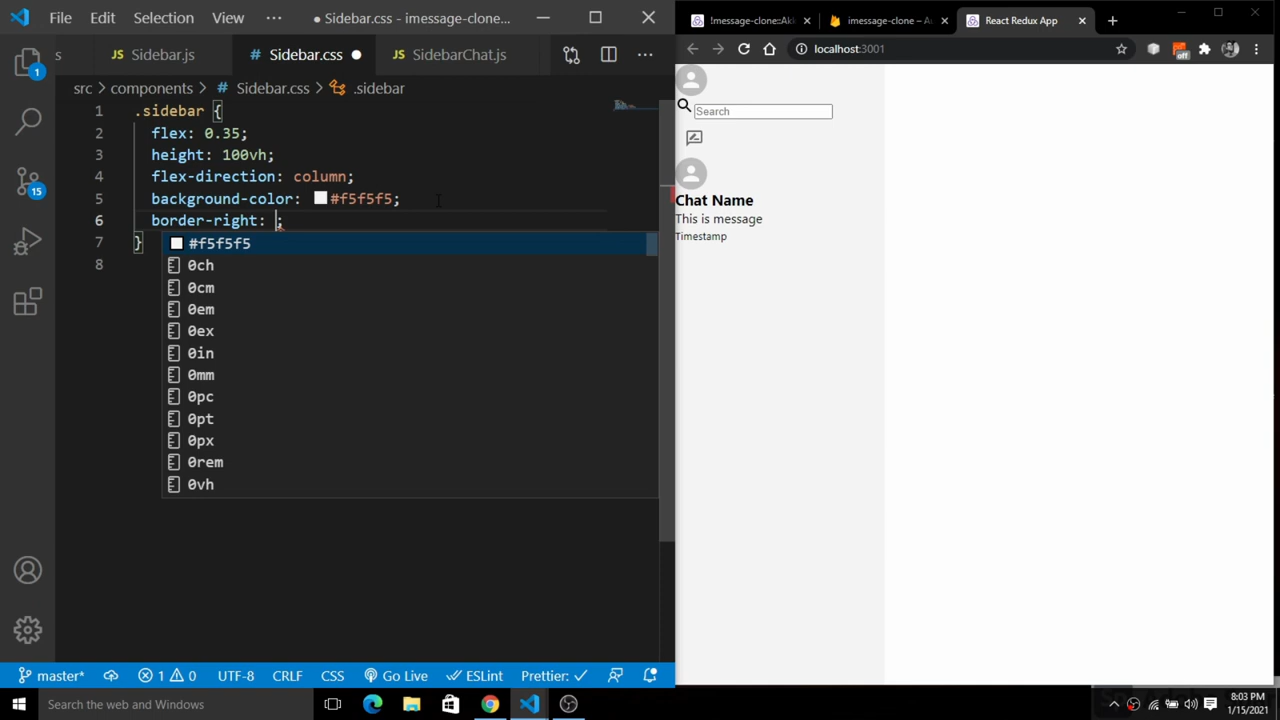 File Edit Selection View ··· ● Sidebar.css - imessage-clone...
s JS Sidebar.js # Sidebar.css ● JS SidebarChat.js ···
src > components > # Sidebar.css > .sidebar
1 .sidebar {
2 flex: 0.35;
3 height: 100vh;
4 flex-direction: column;
5 background-color: #f5f5f5;
6 border-right: ;
7 }
8
#f5f5f5
0ch
0cm
0em
0ex
0in
0mm
0pc
0pt
0px
0rem
0vh
1
15
master* 1 0 UTF-8 CRLF CSS Go Live ESLint Prettier: ✓
!message-clone::Ak
imessage-clone – A
React Redux App
localhost:3001
off
Search
Chat Name
This is message
Timestamp
Search the web and Windows
8:03 PM
1/15/2021